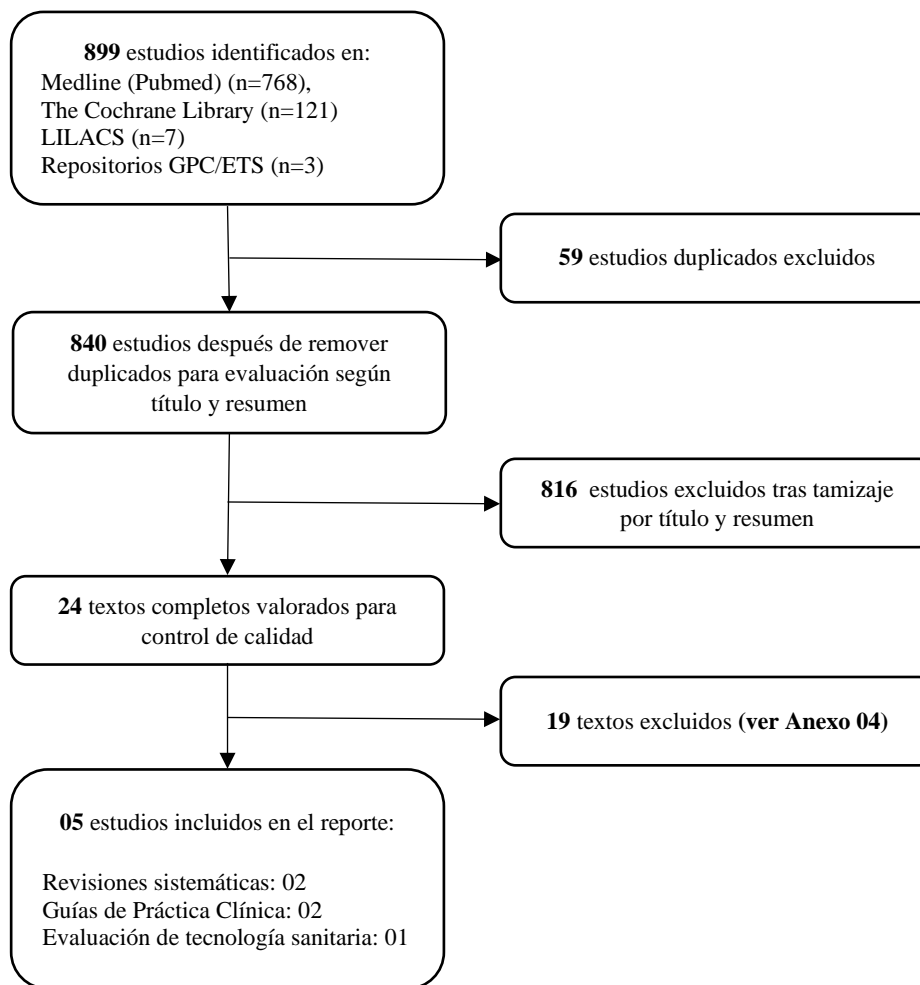 899 estudios identificados en:
Medline (Pubmed) (n=768),
The Cochrane Library (n=121)
LILACS (n=7)
Repositorios GPC/ETS (n=3)
59 estudios duplicados excluidos
840 estudios después de remover
duplicados para evaluación según
título y resumen
816 estudios excluidos tras tamizaje
por título y resumen
24 textos completos valorados para
control de calidad
19 textos excluidos (ver Anexo 04)
05 estudios incluidos en el reporte:
Revisiones sistemáticas: 02
Guías de Práctica Clínica: 02
Evaluación de tecnología sanitaria: 01